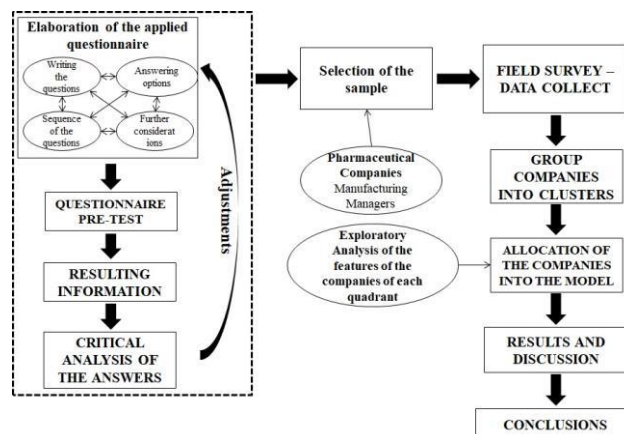 Elaboration of the applied
questionnaire
Writing
the
questions
Answering
options
Sequence
of the
questions
Further
considerat
ions
QUESTIONNAIRE
PRE-TEST
RESULTING
INFORMATION
CRITICAL
ANALYSIS OF
THE ANSWERS
Adjustments
Selection of the
sample
Pharmaceutical
Companies
Manufacturing
Managers
Exploratory
Analysis of the
features of the
companies of each
quadrant
FIELD SURVEY –
DATA COLLECT
GROUP
COMPANIES
INTO CLUSTERS
ALLOCATION OF
THE COMPANIES
INTO THE MODEL
RESULTS AND
DISCUSSION
CONCLUSIONS